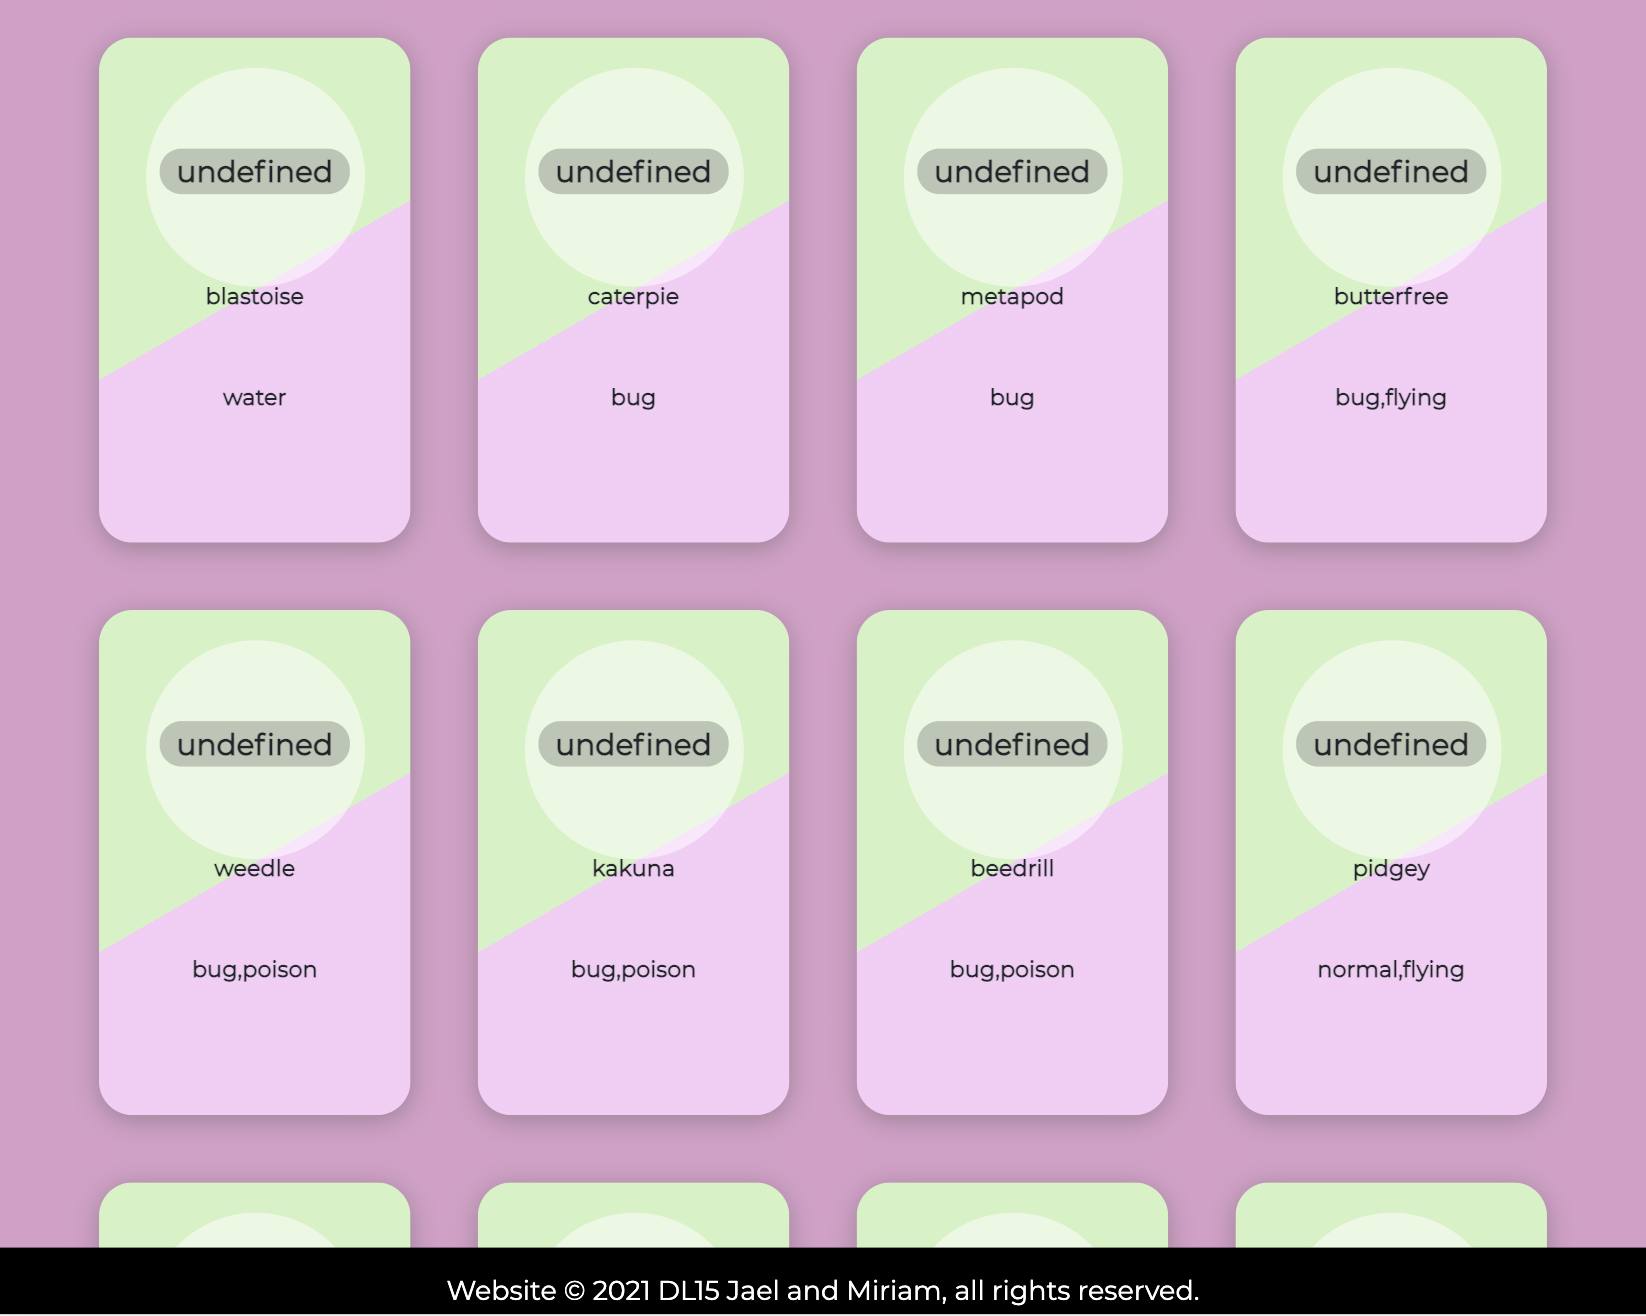 undefined undefined undefined undefined
blastoise caterpie metapod butterfree
water bug bug bug,flying
undefined undefined undefined undefined
weedle kakuna beedrill pidgey
bug,poison bug,poison bug,poison normal,flying
Website © 2021 DL15 Jael and Miriam, all rights reserved.